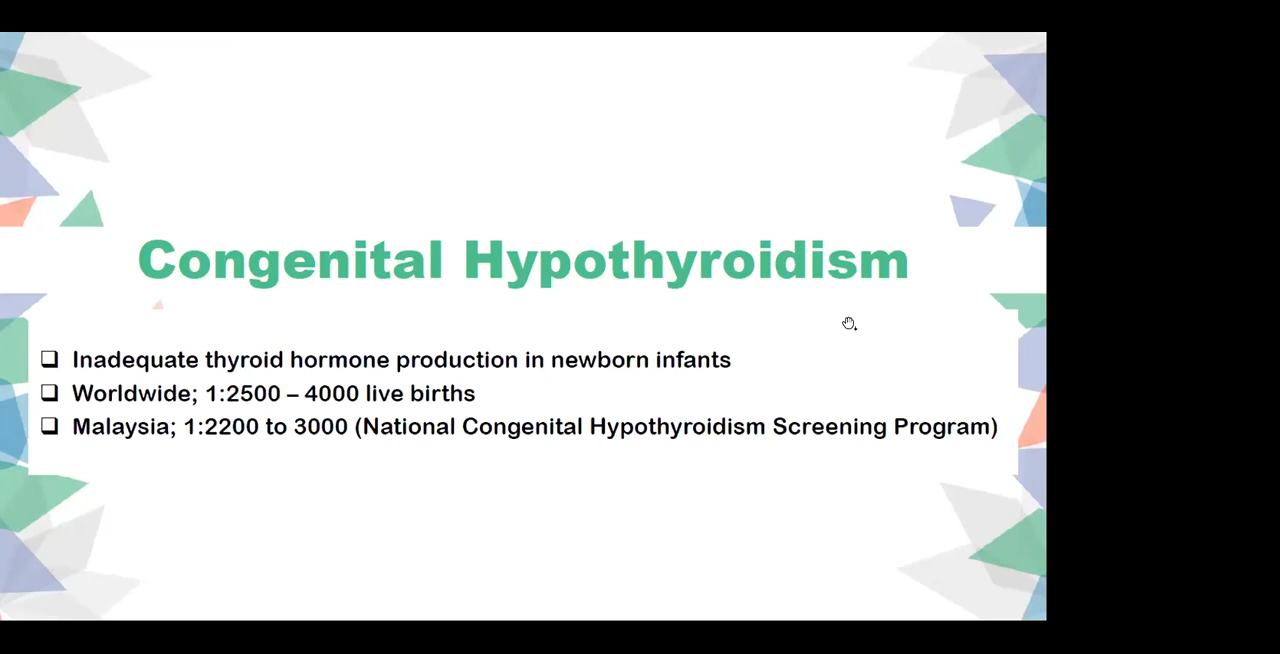 Congenital Hypothyroidism
❑ Inadequate thyroid hormone production in newborn infants
❑ Worldwide; 1:2500 – 4000 live births
❑ Malaysia; 1:2200 to 3000 (National Congenital Hypothyroidism Screening Program)